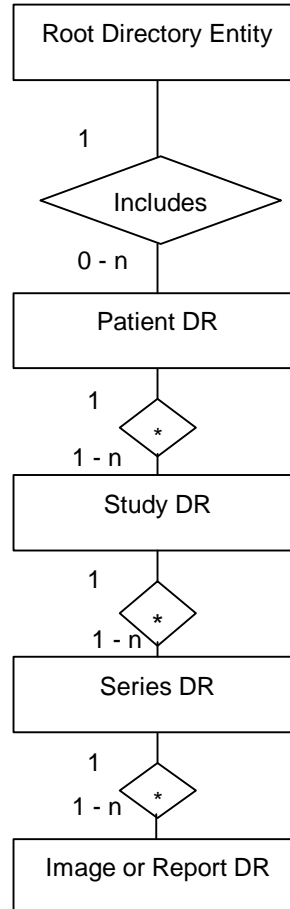 Root Directory Entity
1
Includes
0 - n
Patient DR
1
*
1 - n
Study DR
1
*
1 - n
Series DR
1
*
1 - n
Image or Report DR